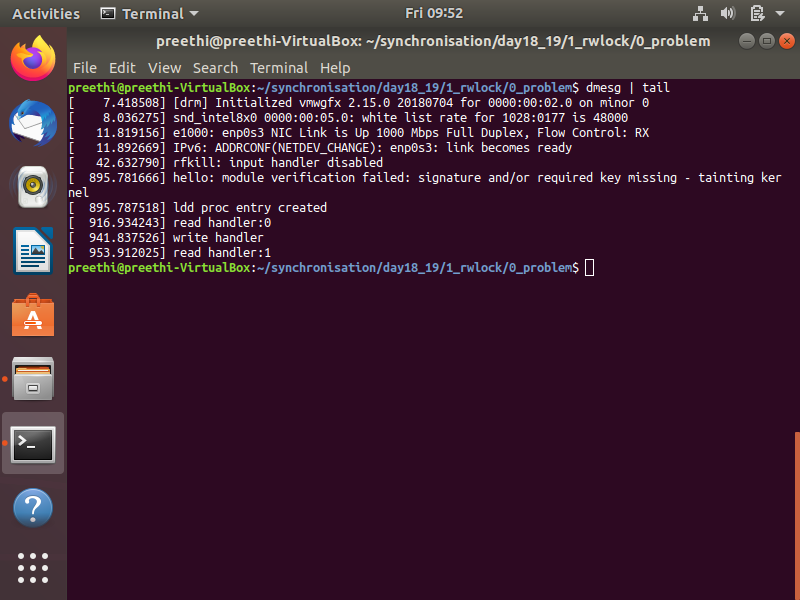 Activities Terminal Fri 09:52
preethi@preethi-VirtualBox: ~/synchronisation/day18_19/1_rwlock/0_problem
File Edit View Search Terminal Help
preethi@preethi-VirtualBox:~/synchronisation/day18_19/1_rwlock/0_problem$ dmesg | tail
[    7.418508] [drm] Initialized vmwgfx 2.15.0 20180704 for 0000:00:02.0 on minor 0
[    8.036275] snd_intel8x0 0000:00:05.0: white list rate for 1028:0177 is 48000
[   11.819156] e1000: enp0s3 NIC Link is Up 1000 Mbps Full Duplex, Flow Control: RX
[   11.892669] IPv6: ADDRCONF(NETDEV_CHANGE): enp0s3: link becomes ready
[   42.632790] rfkill: input handler disabled
[  895.781666] hello: module verification failed: signature and/or required key missing - tainting ker
nel
[  895.787518] ldd proc entry created
[  916.934243] read handler:0
[  941.837526] write handler
[  953.912025] read handler:1
preethi@preethi-VirtualBox:~/synchronisation/day18_19/1_rwlock/0_problem$